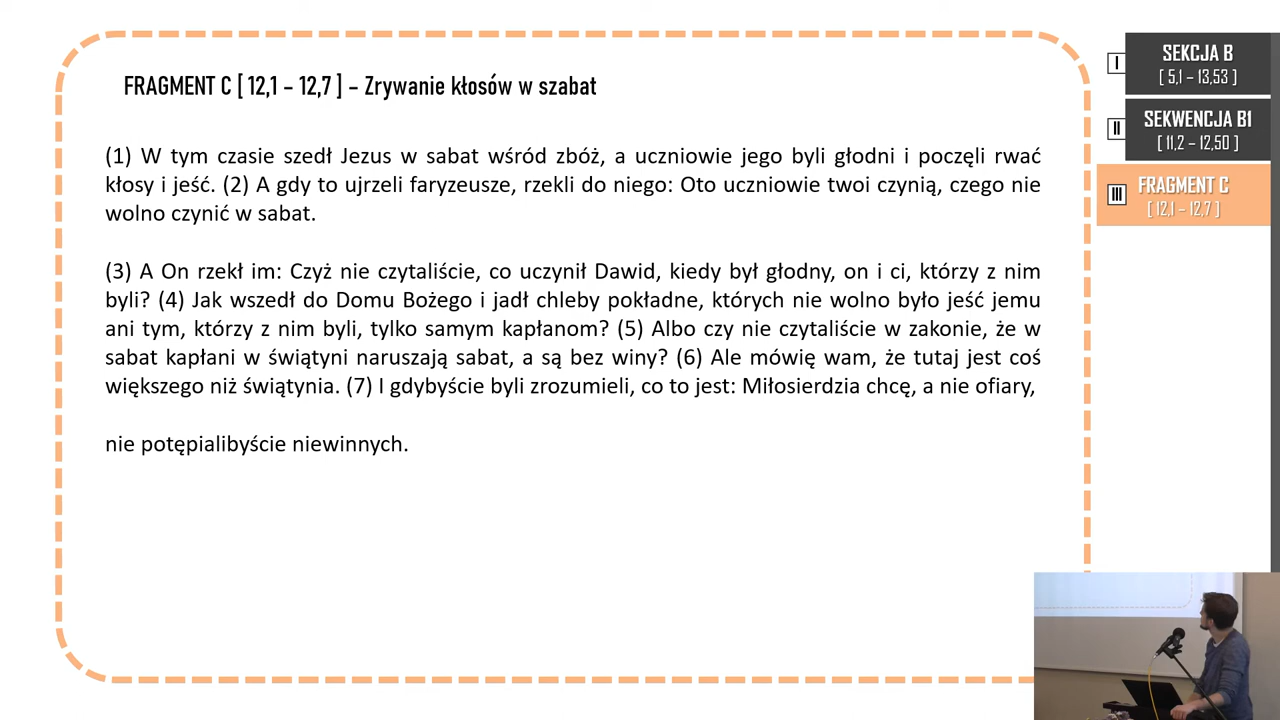 FRAGMENT C [ 12,1 – 12,7 ] – Zrywanie kłosów w szabat
(1) W tym czasie szedł Jezus w sabat wśród zbóż, a uczniowie jego byli głodni i poczęli rwać
kłosy i jeść. (2) A gdy to ujrzeli faryzeusze, rzekli do niego: Oto uczniowie twoi czynią, czego nie
wolno czynić w sabat.
(3) A On rzekł im: Czyż nie czytaliście, co uczynił Dawid, kiedy był głodny, on i ci, którzy z nim
byli? (4) Jak wszedł do Domu Bożego i jadł chleby pokładne, których nie wolno było jeść jemu
ani tym, którzy z nim byli, tylko samym kapłanom? (5) Albo czy nie czytaliście w zakonie, że w
sabat kapłani w świątyni naruszają sabat, a są bez winy? (6) Ale mówię wam, że tutaj jest coś
większego niż świątynia. (7) I gdybyście byli zrozumieli, co to jest: Miłosierdzia chcę, a nie ofiary,
nie potępialibyście niewinnych.
I
SEKCJA B
[ 5,1 – 13,53 ]
II
SEKWENCJA B1
[ 11,2 – 12,50 ]
III
FRAGMENT C
[ 12,1 – 12,7 ]